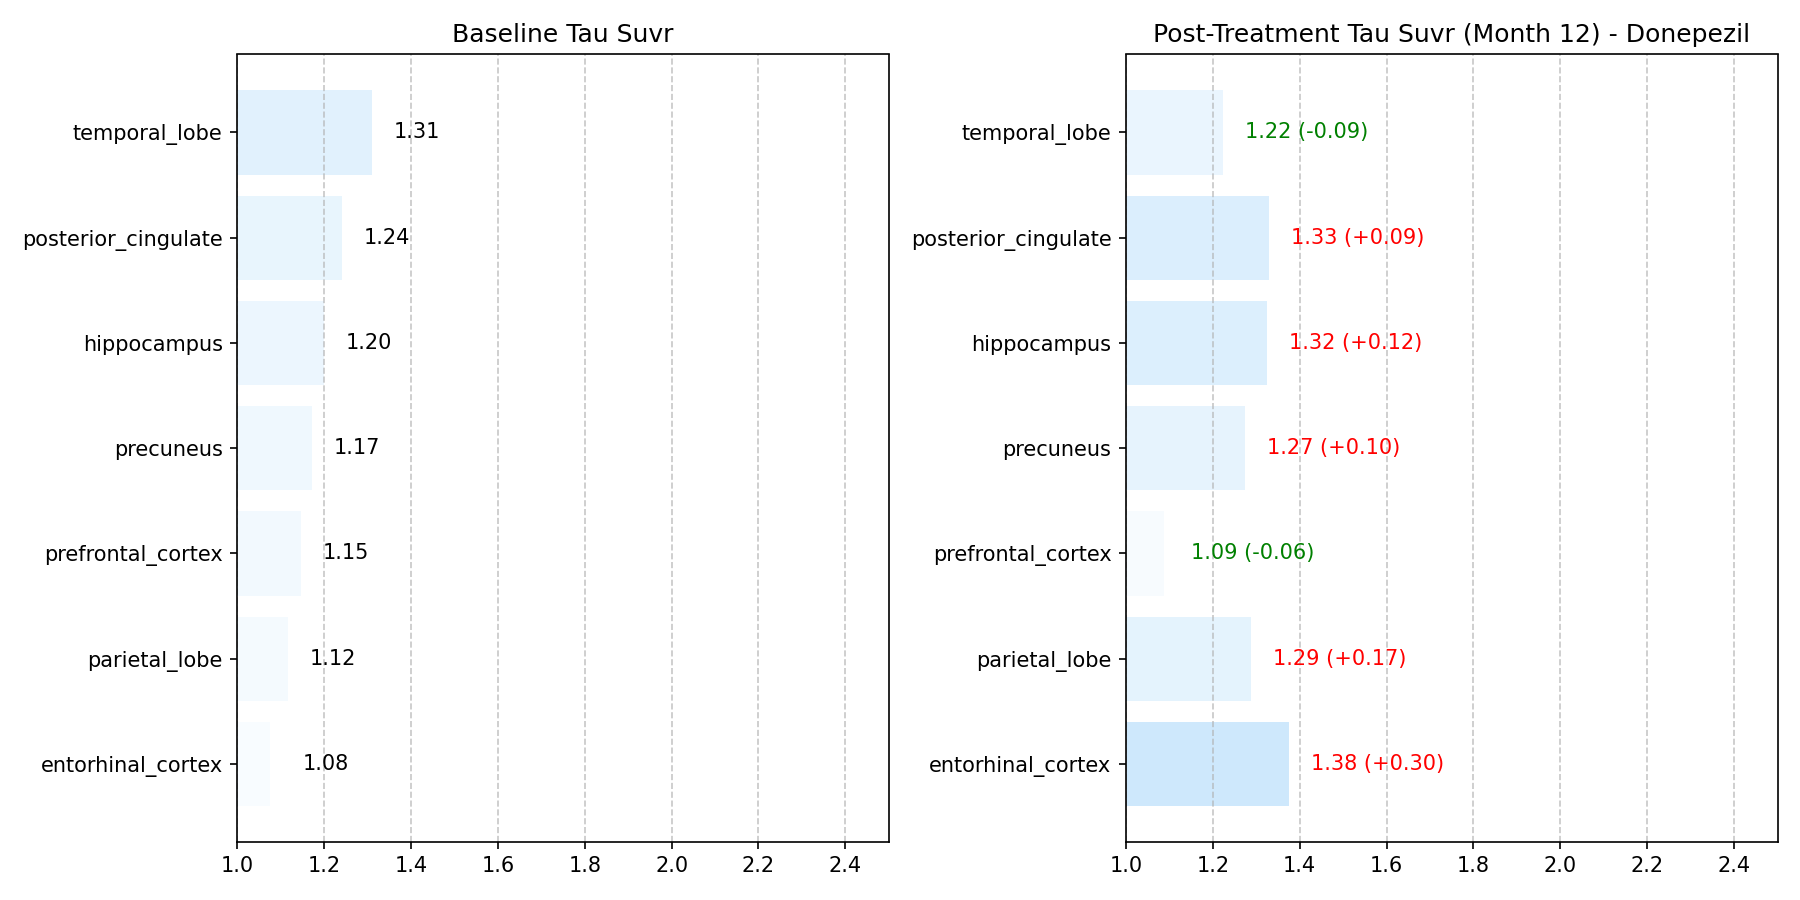 Baseline Tau Suvr
temporal_lobe
1.31
posterior_cingulate
1.24
hippocampus
1.20
precuneus
1.17
prefrontal_cortex
1.15
parietal_lobe
1.12
entorhinal_cortex
1.08
1.0 1.2 1.4 1.6 1.8 2.0 2.2 2.4
Post-Treatment Tau Suvr (Month 12) - Donepezil
temporal_lobe
1.22 (-0.09)
posterior_cingulate
1.33 (+0.09)
hippocampus
1.32 (+0.12)
precuneus
1.27 (+0.10)
prefrontal_cortex
1.09 (-0.06)
parietal_lobe
1.29 (+0.17)
entorhinal_cortex
1.38 (+0.30)
1.0 1.2 1.4 1.6 1.8 2.0 2.2 2.4